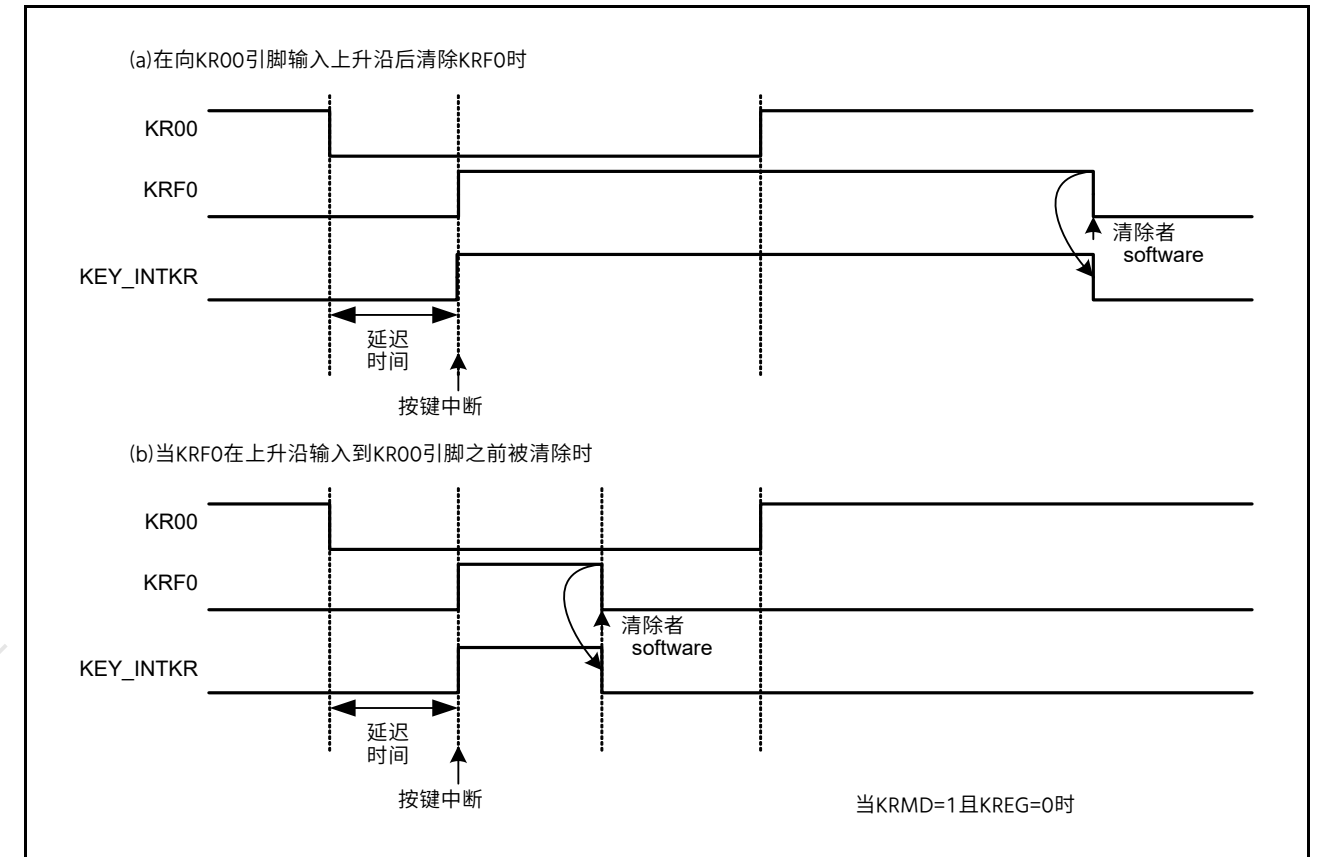 (a)在向KR00引脚输入上升沿后清除KRF0时
KR00
KRF0
清除者
software
KEY_INTKR
延迟
时间
按键中断
(b)当KRF0在上升沿输入到KR00引脚之前被清除时
KR00
KRF0
清除者
software
KEY_INTKR
延迟
时间
按键中断
当KRMD=1且KREG=0时